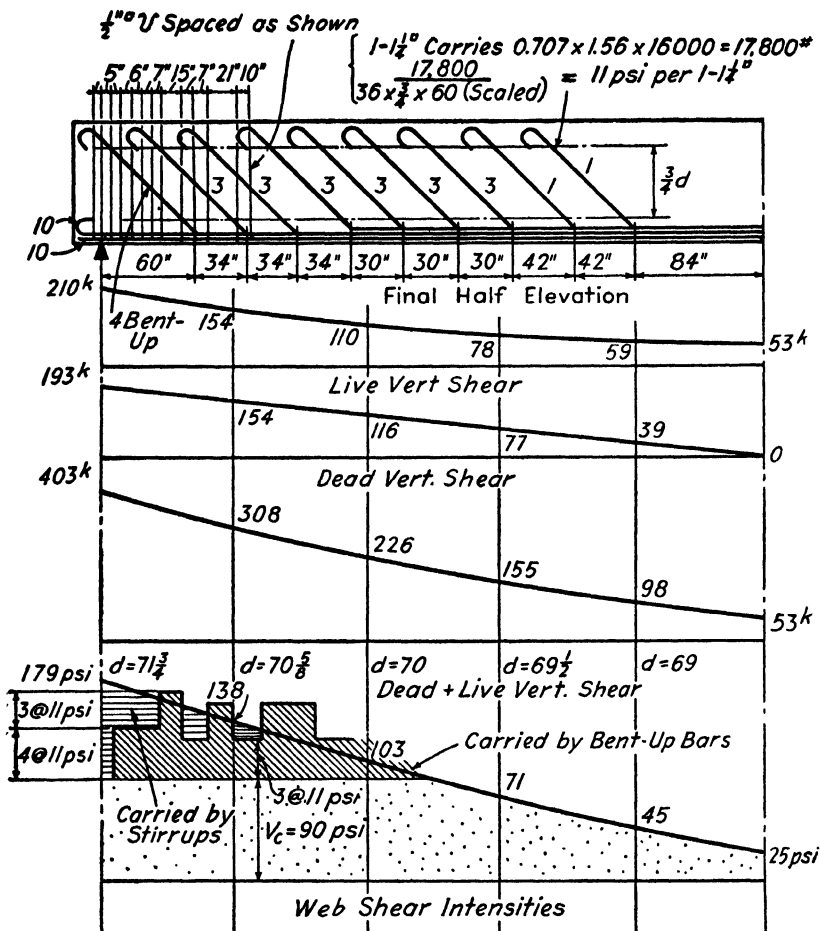 ½"□ U Spaced as Shown
1-1¼"□ Carries 0.707 x 1.56 x 16000 = 17,800#
17,800
36 x ¾ x 60 (Scaled)
= 11 psi per 1-1¼"□
5" 6" 7" 15" 7" 21" 10"
3 3 3 3 3 3 1 1
¾d
10
10
60" 34" 34" 34" 30" 30" 30" 42" 42" 84"
Final Half Elevation
4 Bent-
Up
210k 154 110 78 59 53k
Live Vert Shear
193k 154 116 77 39 0
Dead Vert. Shear
403k 308 226 155 98 53k
d=71¾ d=70⅝ d=70 d=69½ d=69
Dead + Live Vert. Shear
179 psi 138 103 71 45 25 psi
3@11psi
4@11psi
Carried by Bent-Up Bars
3@11 psi
Carried by
Stirrups
Vc = 90 psi
Web Shear Intensities